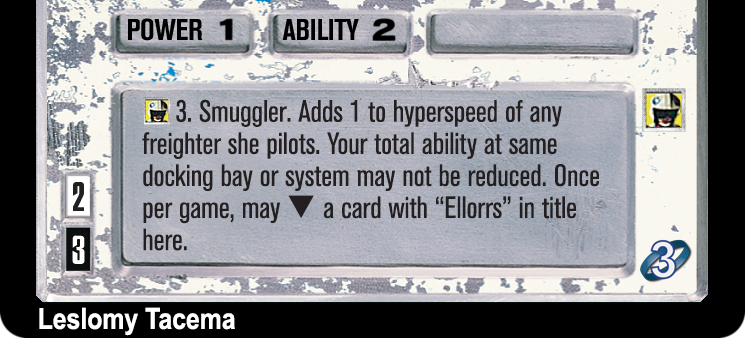 POWER 1 ABILITY 2
3. Smuggler. Adds 1 to hyperspeed of any
freighter she pilots. Your total ability at same
docking bay or system may not be reduced. Once
per game, may ▼ a card with “Ellorrs” in title
here.
2
3
3
Leslomy Tacema